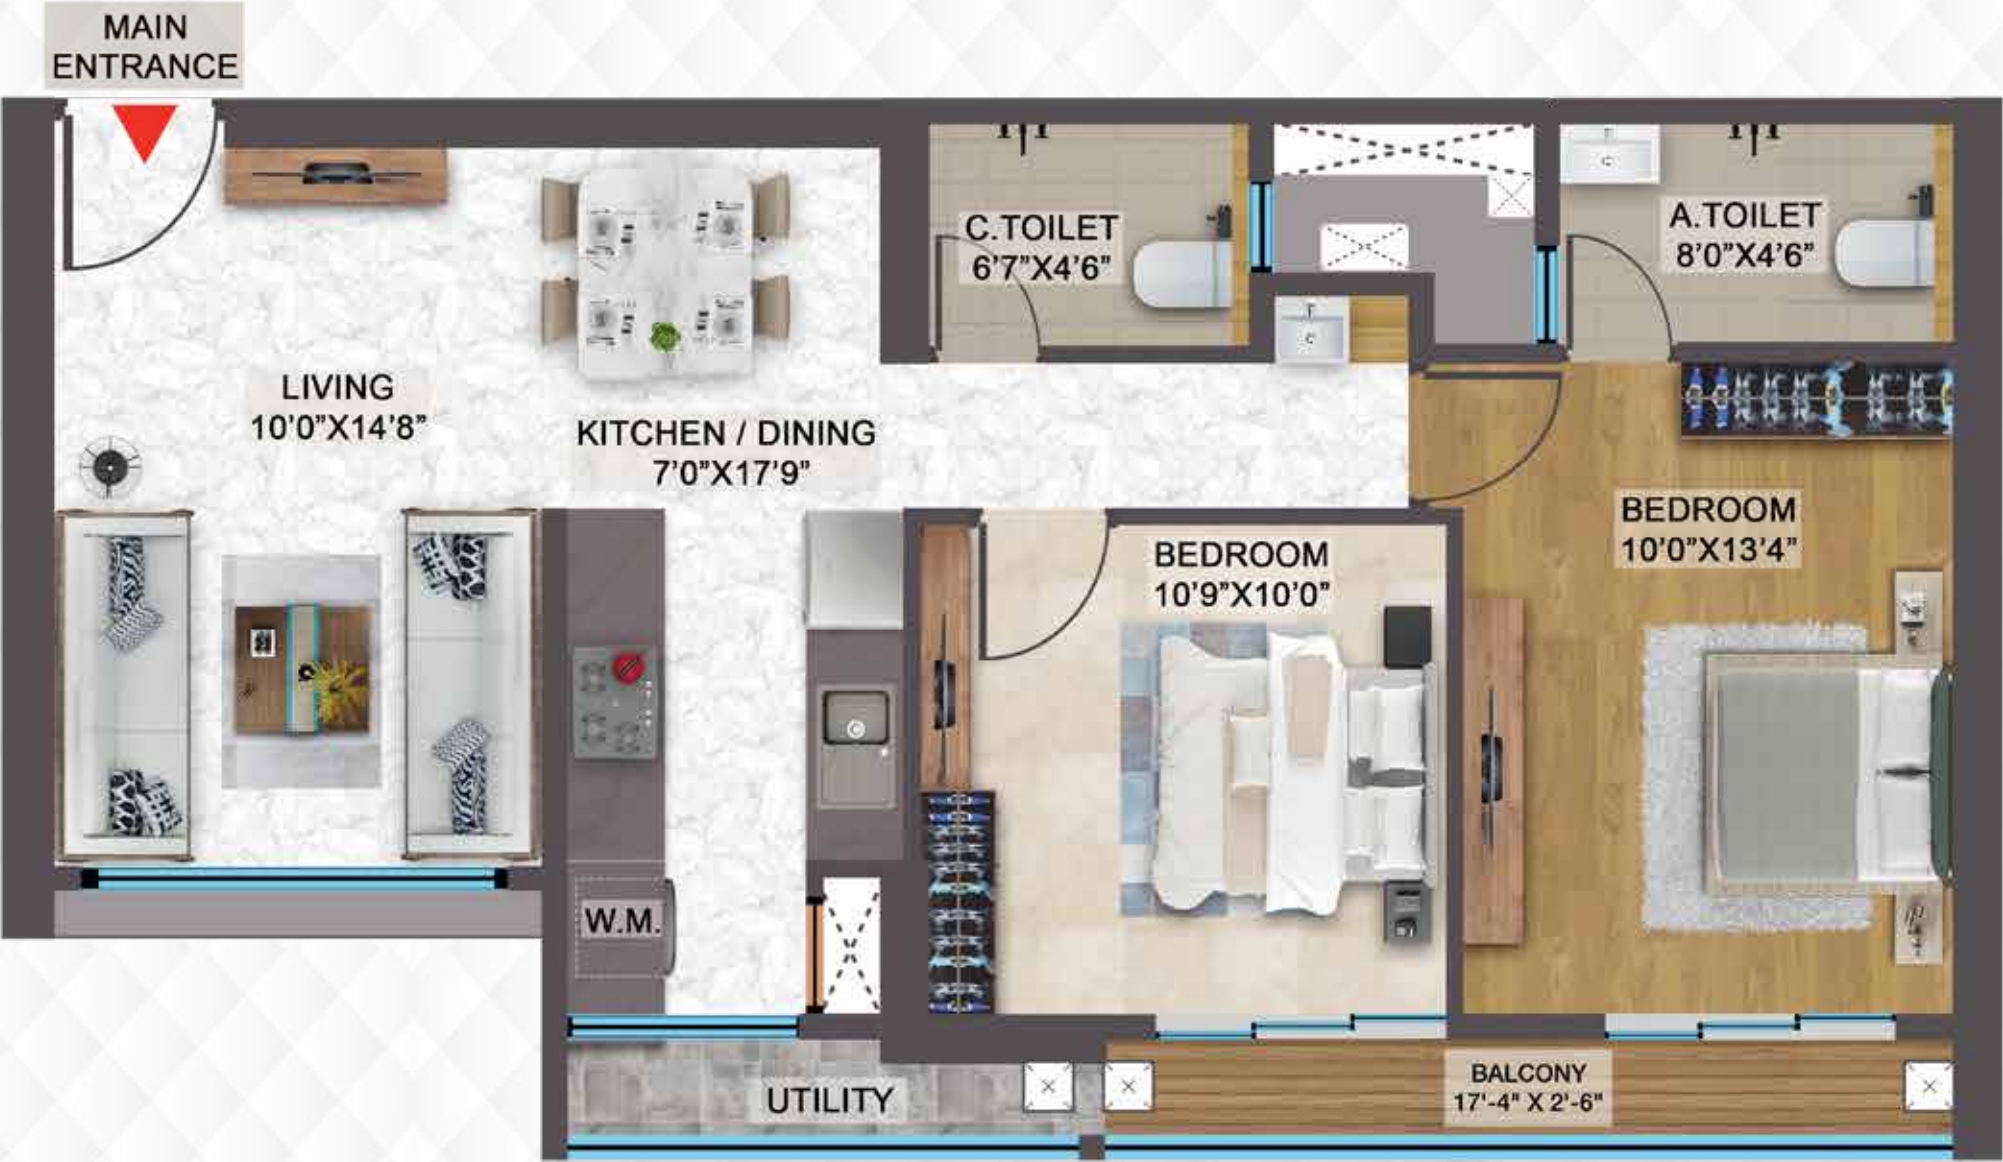 MAIN
ENTRANCE
C.TOILET
6'7”X4'6”
A.TOILET
8'0”X4'6”
LIVING
10'0”X14'8”
KITCHEN / DINING
7'0”X17'9”
BEDROOM
10'9”X10'0”
BEDROOM
10'0”X13'4”
W.M.
UTILITY
BALCONY
17'-4" X 2'-6"